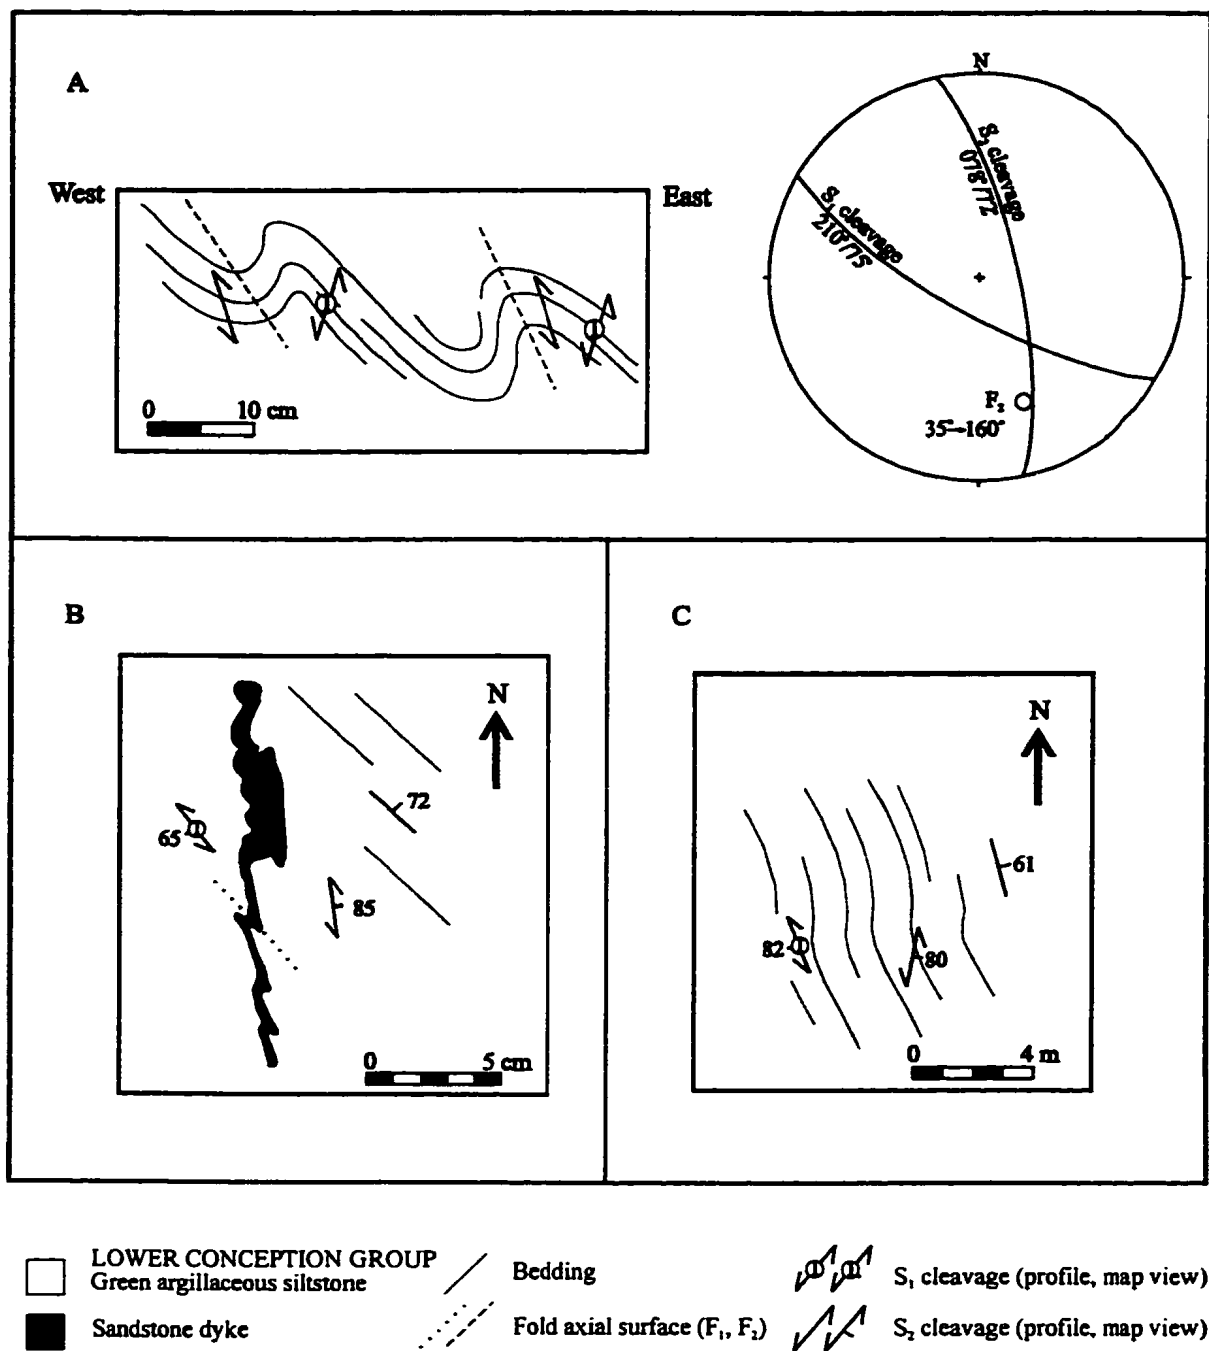 A
West
East
0 10 cm
N
S₂ cleavage
078°/72°
S₁ cleavage
210°/75°
F₂
35°→160°
B
N
72
65
85
0 5 cm
C
N
61
82
80
0 4 m
LOWER CONCEPTION GROUP
Green argillaceous siltstone
Sandstone dyke
Bedding
Fold axial surface (F₁, F₂)
S₁ cleavage (profile, map view)
S₂ cleavage (profile, map view)